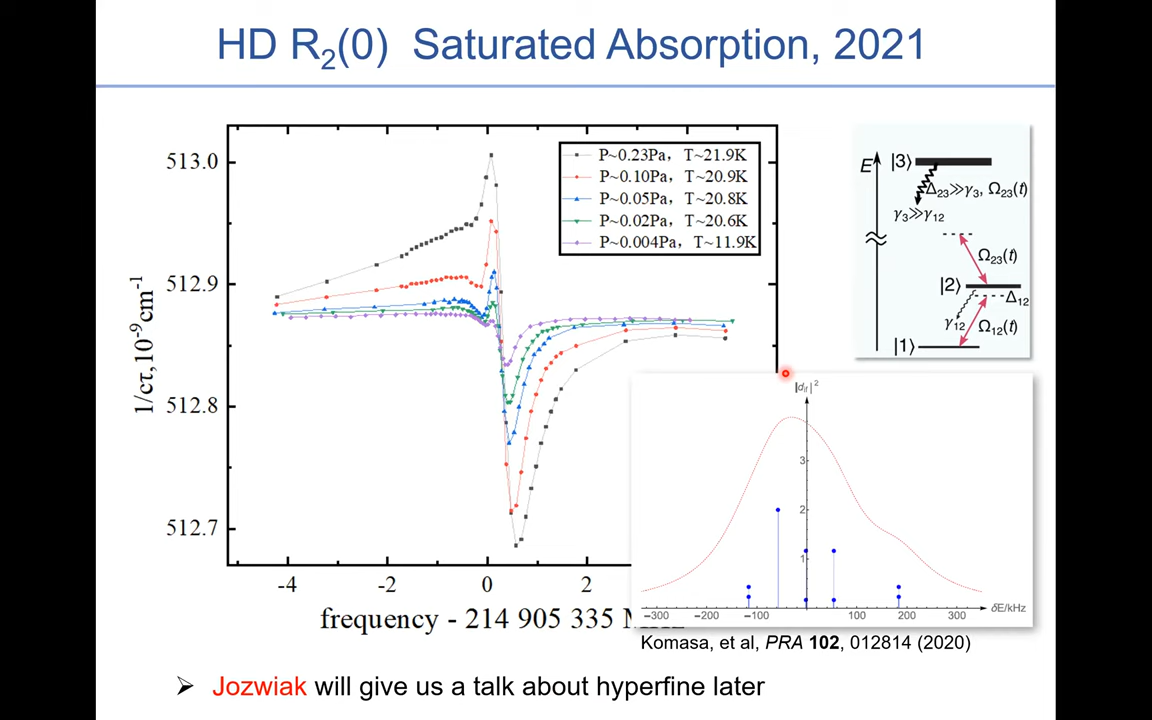 HD R₂(0) Saturated Absorption, 2021
1/cτ,10⁻⁹cm⁻¹
513.0
512.9
512.8
512.7
-4
-2
0
2
frequency - 214 905 335 M
P~0.23Pa, T~21.9K
P~0.10Pa, T~20.9K
P~0.05Pa, T~20.8K
P~0.02Pa, T~20.6K
P~0.004Pa, T~11.9K
E
|3⟩
Δ₂₃≫γ₃, Ω₂₃(t)
γ₃≫γ₁₂
Ω₂₃(t)
|2⟩
Δ₁₂
γ₁₂
Ω₁₂(t)
|1⟩
|d_if|²
3
2
1
−300
−200
−100
0
100
200
300
δE/kHz
Komasa, et al, PRA 102, 012814 (2020)
➢ Jozwiak will give us a talk about hyperfine later